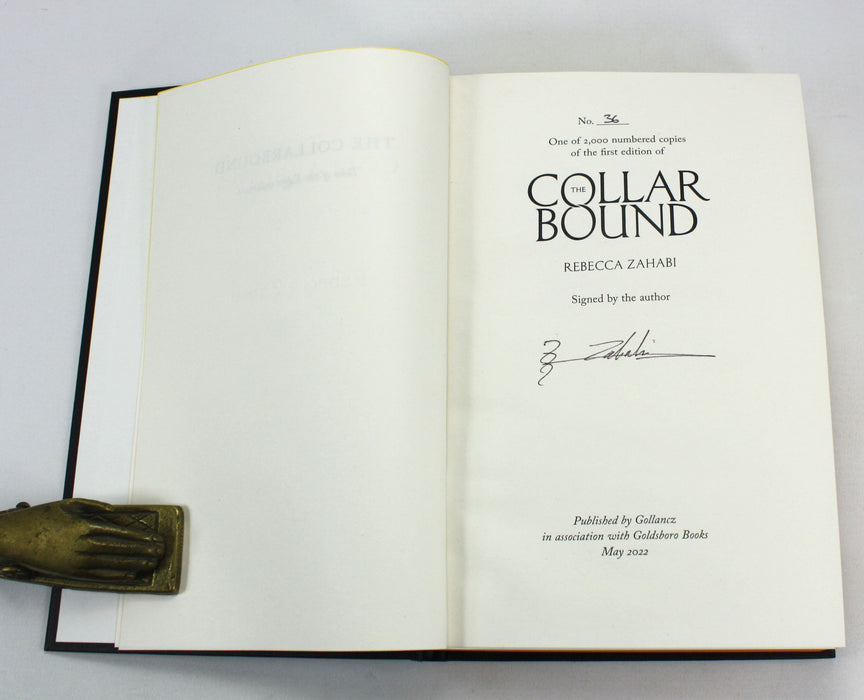 No. 36
One of 2,000 numbered copies
of the first edition of
THE
COLLAR
BOUND
REBECCA ZAHABI
Signed by the author
Zahabi
Published by Gollancz
in association with Goldsboro Books
May 2022